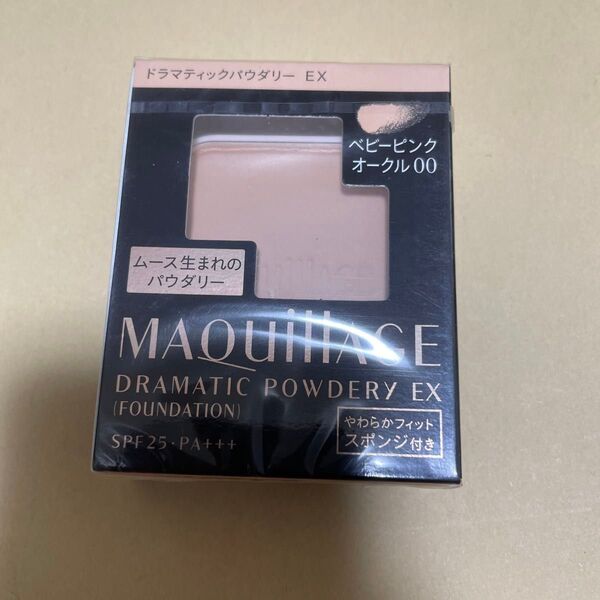 ドラマティックパウダリー EX
ベビーピンク
オークル00
ムース生まれの
パウダリー
MAQuillAGE
DRAMATIC POWDERY EX
(FOUNDATION)
SPF25・PA+++
やわらかフィット
スポンジ付き